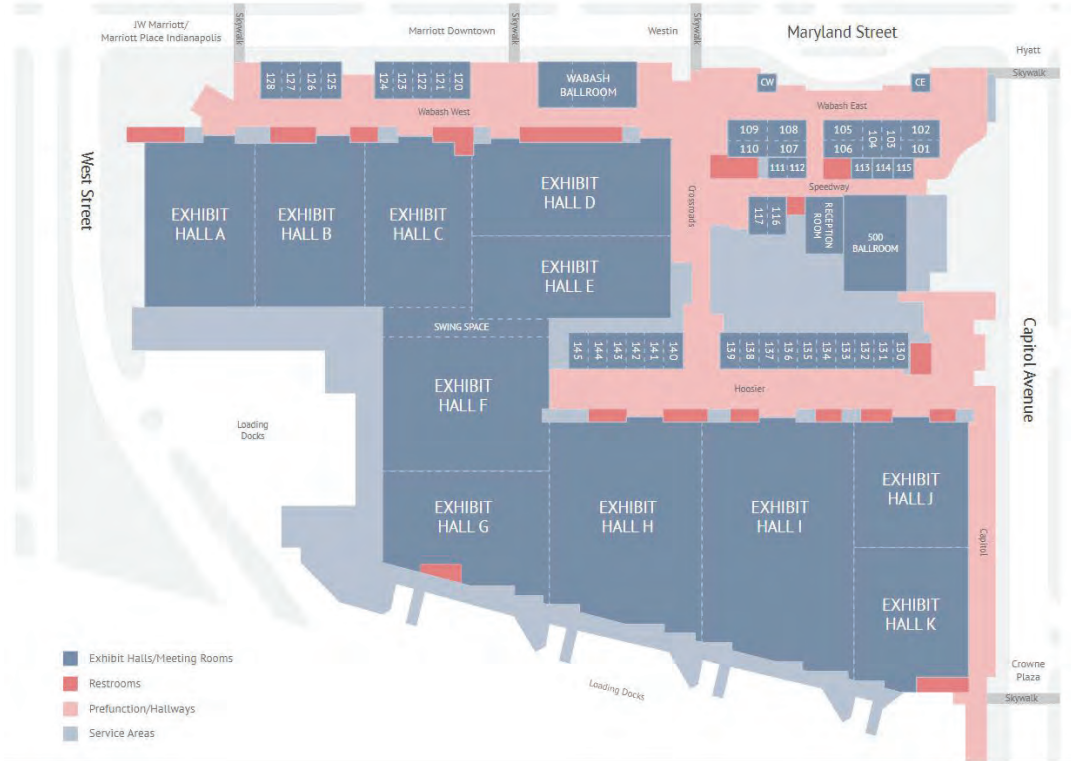 JW Marriott/
Marriott Place Indianapolis
Skywalk
Marriott Downtown
Skywalk
Westin
Skywalk
Maryland Street
Hyatt
Skywalk
128
127
126
125
124
123
122
121
120
WABASH
BALLROOM
CW
CE
Wabash West
Wabash East
109
108
110
107
111
112
105
104
103
102
106
101
113
114
115
West Street
Speedway
Crossroads
EXHIBIT
HALL A
EXHIBIT
HALL B
EXHIBIT
HALL C
EXHIBIT
HALL D
EXHIBIT
HALL E
117
116
RECEPTION
ROOM
500
BALLROOM
SWING SPACE
145
144
143
142
141
140
139
138
137
136
135
134
133
132
131
130
Capitol Avenue
Hoosier
EXHIBIT
HALL F
Loading
Docks
EXHIBIT
HALL G
EXHIBIT
HALL H
EXHIBIT
HALL I
EXHIBIT
HALL J
Capitol
EXHIBIT
HALL K
Exhibit Halls/Meeting Rooms
Restrooms
Prefunction/Hallways
Service Areas
Loading Docks
Crowne
Plaza
Skywalk